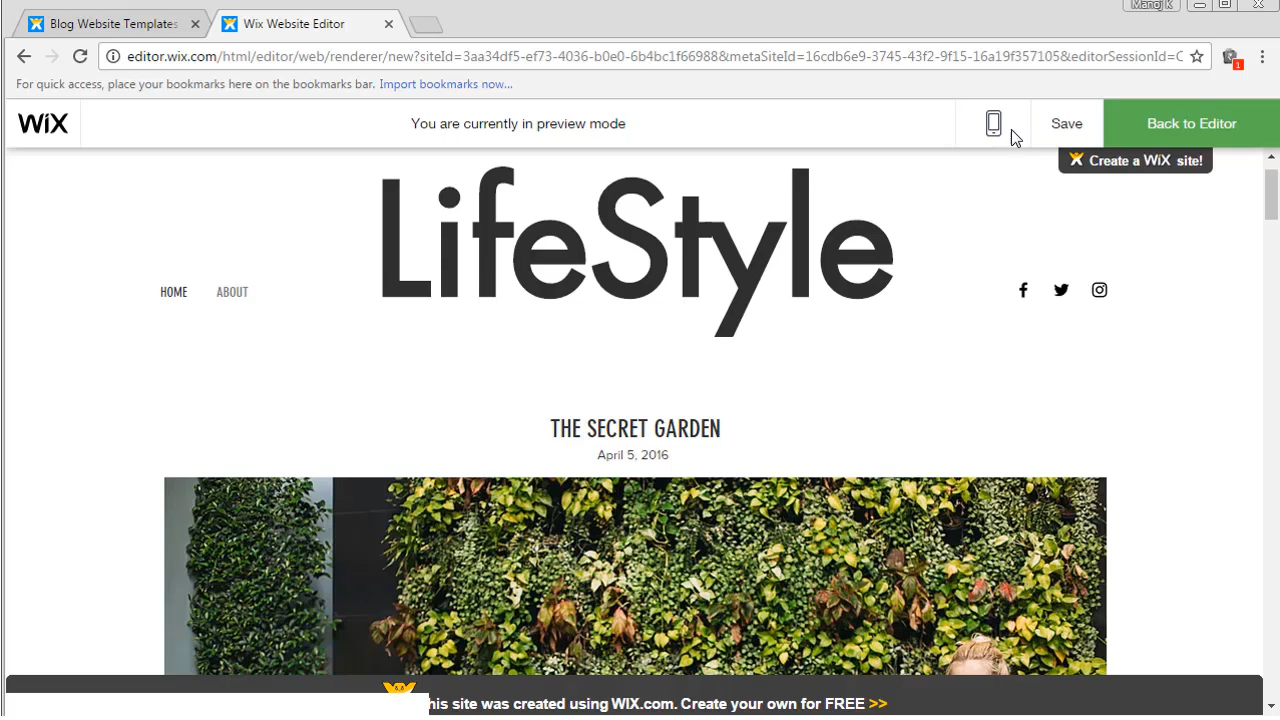 Manoj K
Blog Website Templates
Wix Website Editor
editor.wix.com/html/editor/web/renderer/new?siteId=3aa34df5-ef73-4036-b0e0-6b4bc1f66988&metaSiteId=16cdb6e9-3745-43f2-9f15-16a19f357105&editorSessionId=C
1
For quick access, place your bookmarks here on the bookmarks bar. Import bookmarks now...
WiX
You are currently in preview mode
Save
Back to Editor
Create a WiX site!
LifeStyle
HOME
ABOUT
THE SECRET GARDEN
April 5, 2016
his site was created using WIX.com. Create your own for FREE >>